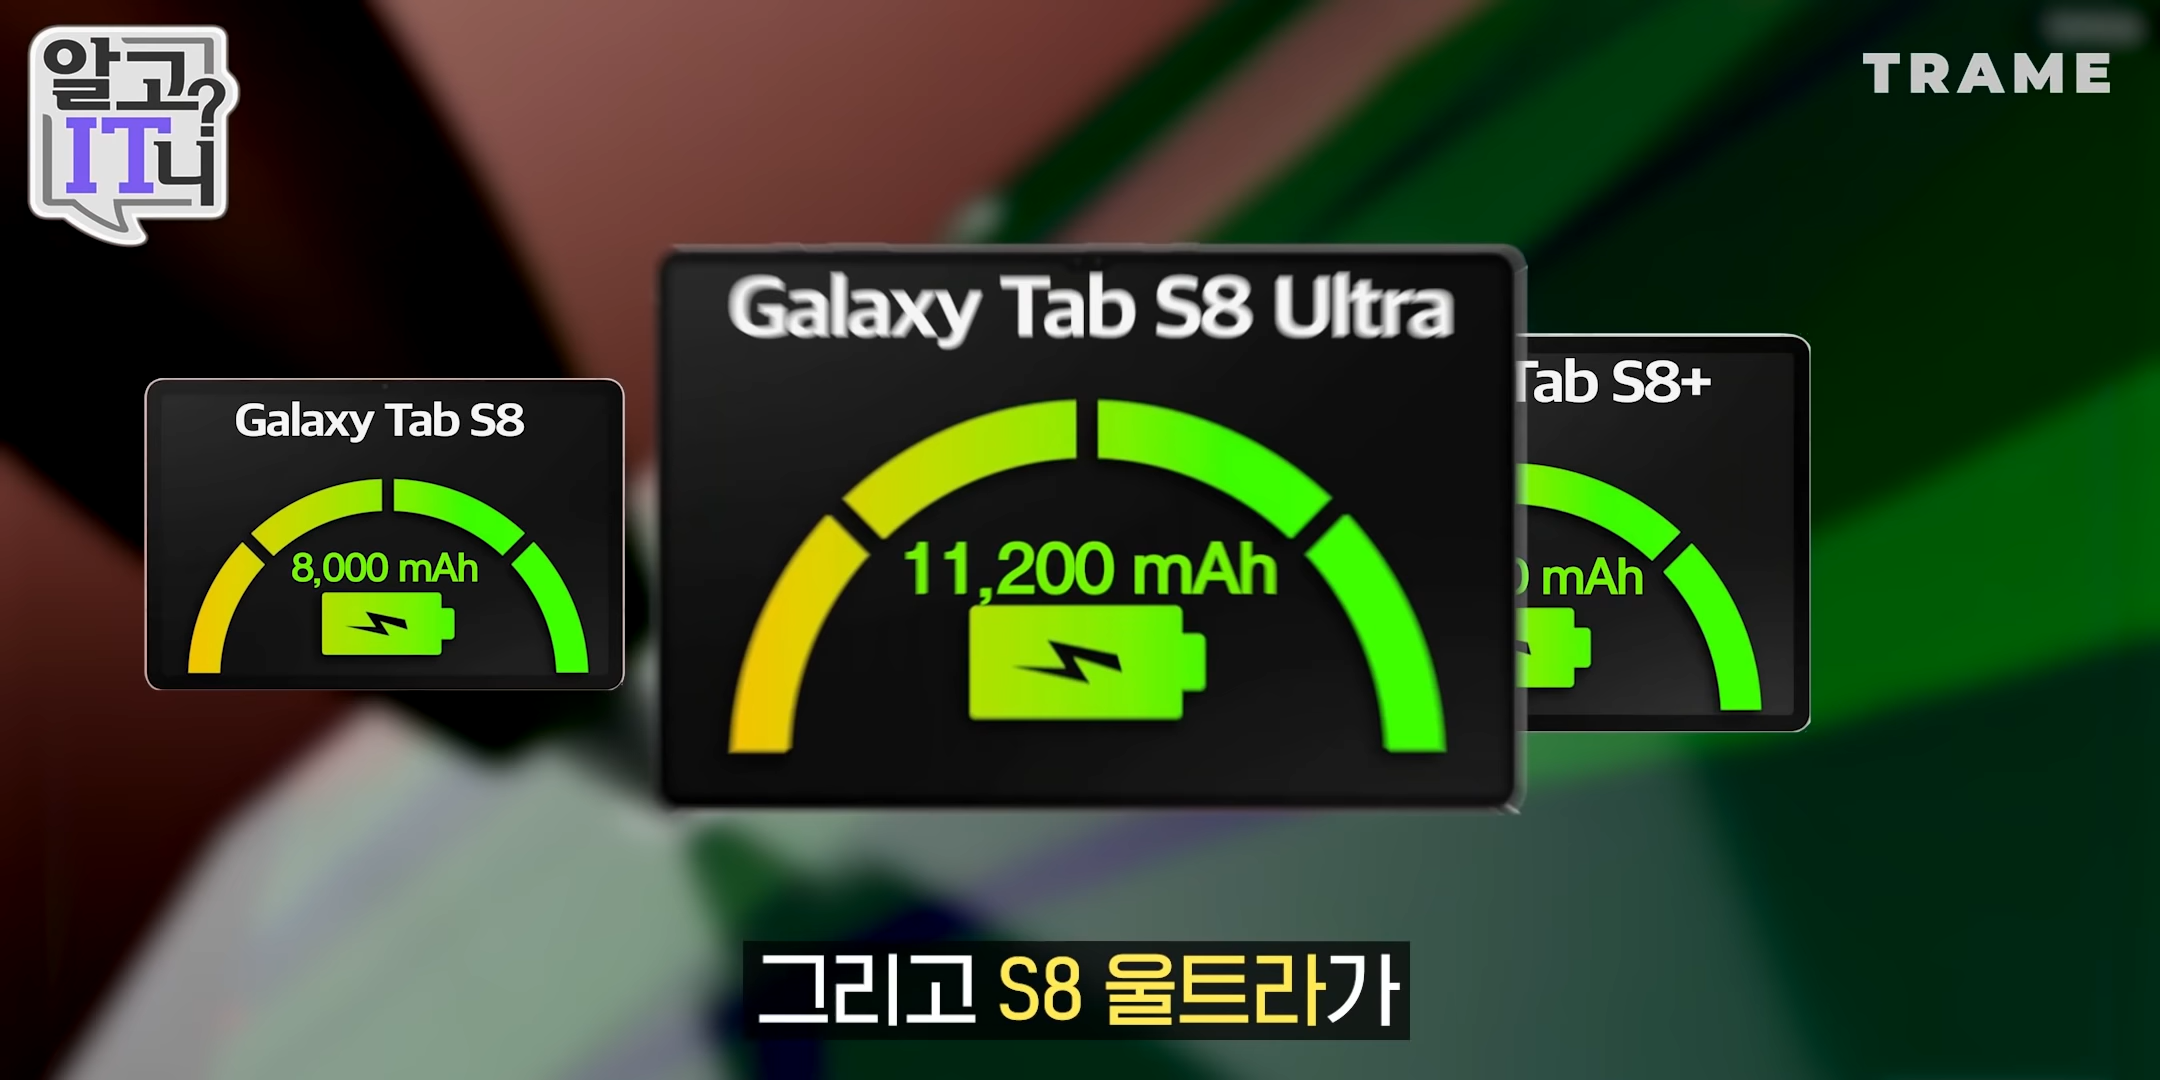 알고?
IT니
TRAME
Galaxy Tab S8 Ultra
11,200 mAh
Galaxy Tab S8
8,000 mAh
Tab S8+
0 mAh
그리고 S8 울트라가